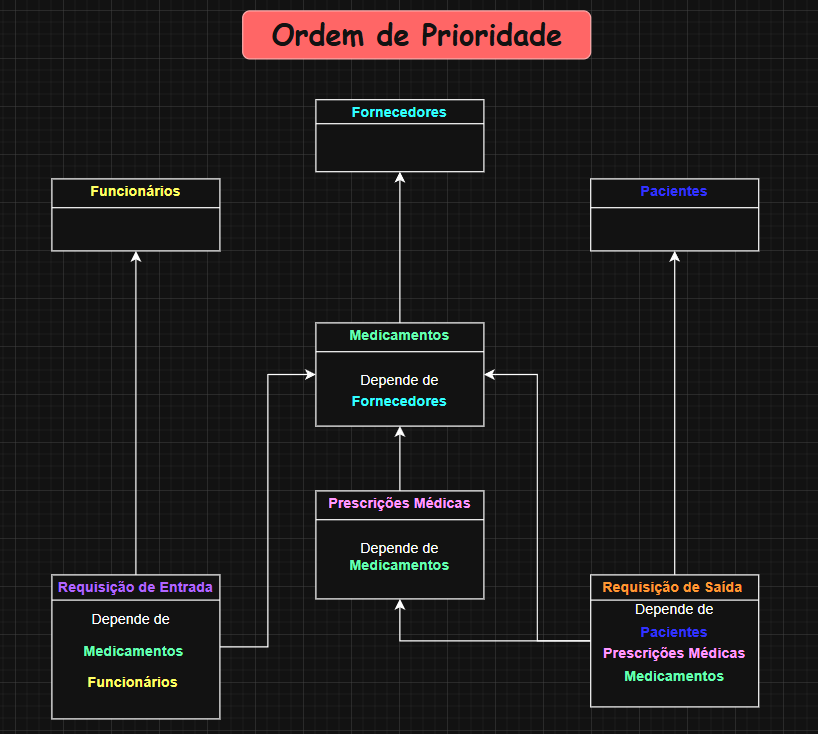 Ordem de Prioridade
Fornecedores
Funcionários
Pacientes
Medicamentos
Depende de
Fornecedores
Prescrições Médicas
Depende de
Medicamentos
Requisição de Entrada
Depende de
Medicamentos
Funcionários
Requisição de Saída
Depende de
Pacientes
Prescrições Médicas
Medicamentos